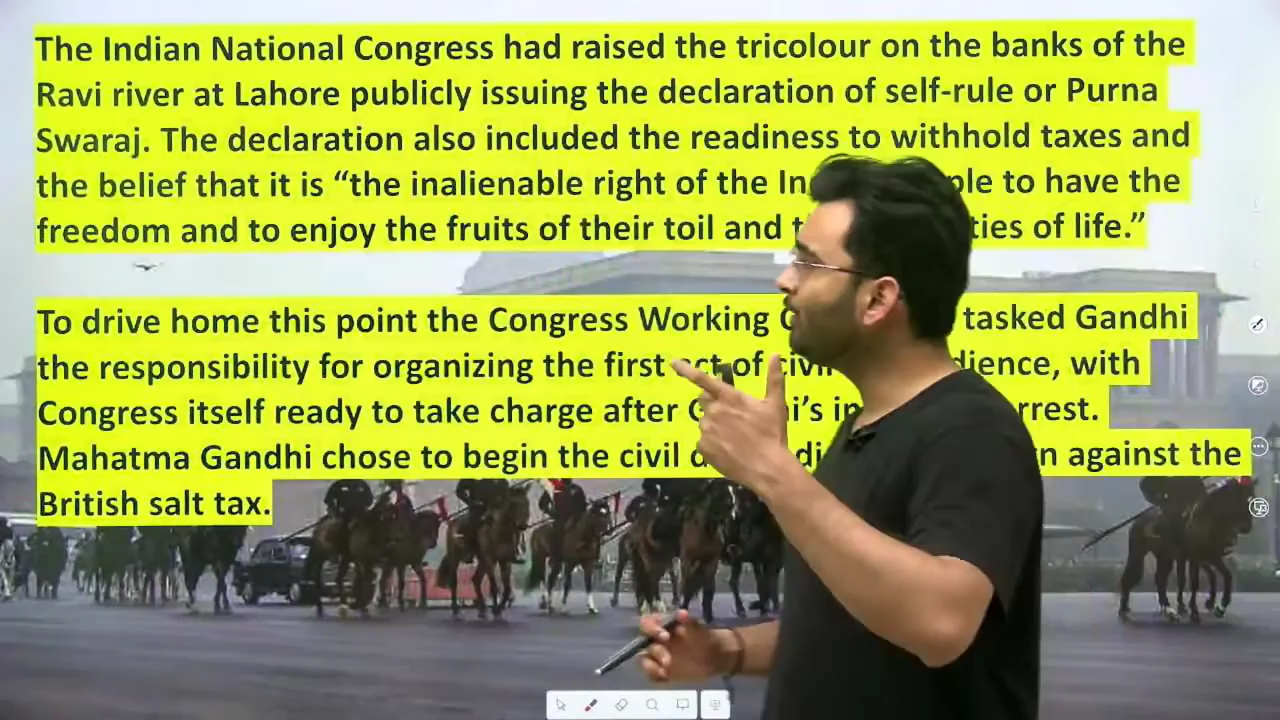 The Indian National Congress had raised the tricolour on the banks of the
Ravi river at Lahore publicly issuing the declaration of self-rule or Purna
Swaraj. The declaration also included the readiness to withhold taxes and
the belief that it is “the inalienable right of the to have the
freedom and to enjoy the fruits of their toil and of life.”
To drive home this point the Congress Working tasked Gandhi
the responsibility for organizing the first act of with
Congress itself ready to take charge after
Mahatma Gandhi chose to begin the civil against the
British salt tax.